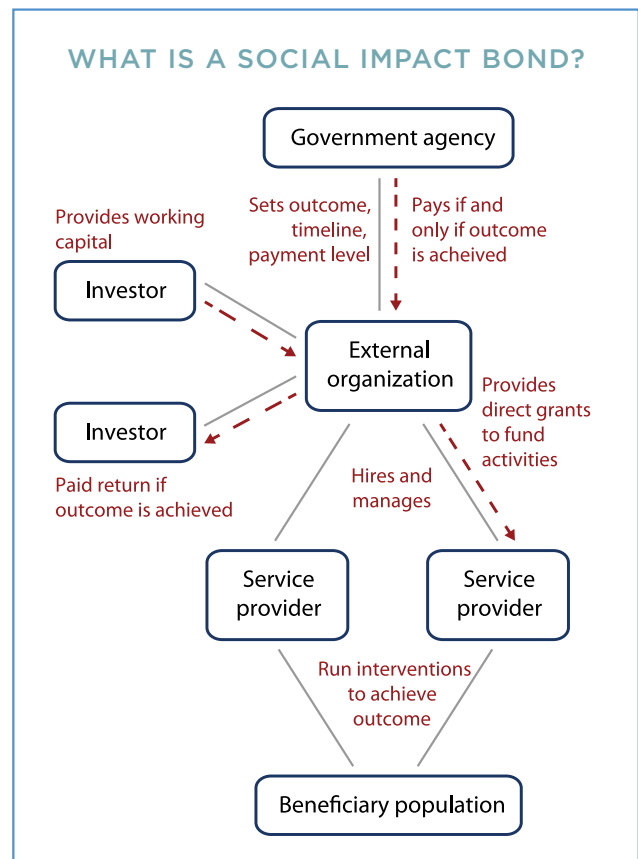 WHAT IS A SOCIAL IMPACT BOND?
Government agency
Sets outcome,
timeline,
payment level
Pays if and
only if outcome
is acheived
Provides working
capital
Investor
External
organization
Investor
Paid return if
outcome is achieved
Provides
direct grants
to fund
activities
Hires and
manages
Service
provider
Service
provider
Run interventions
to achieve
outcome
Beneficiary population